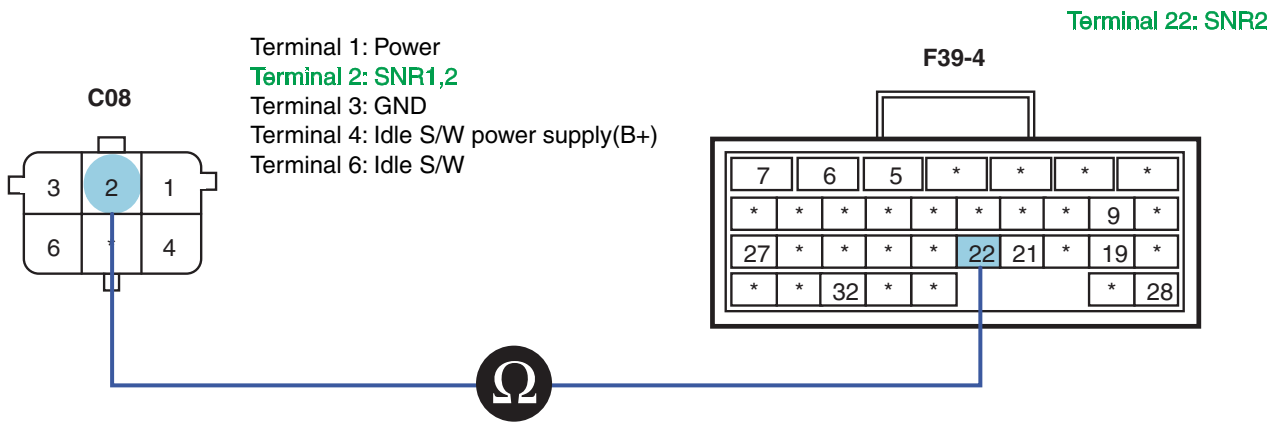 Terminal 22: SNR2
Terminal 1: Power
Terminal 2: SNR1,2
Terminal 3: GND
Terminal 4: Idle S/W power supply(B+)
Terminal 6: Idle S/W
C08
F39-4
3 2 1
6 * 4
7 6 5 * * * *
* * * * * * * * 9 *
27 * * * * 22 21 * 19 *
* * 32 * * * 28
Ω